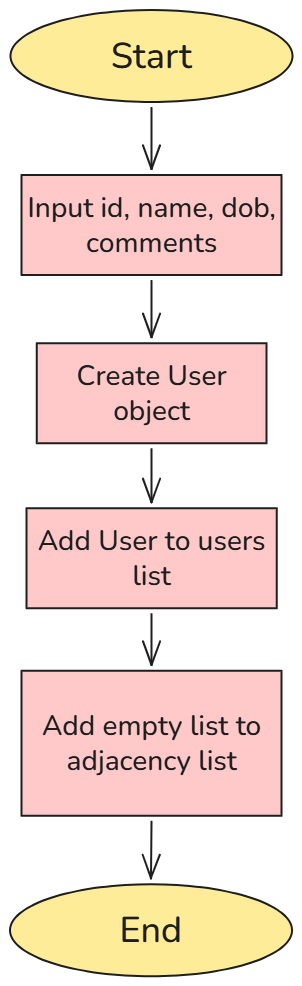 Start
Input id, name, dob,
comments
Create User
object
Add User to users
list
Add empty list to
adjacency list
End